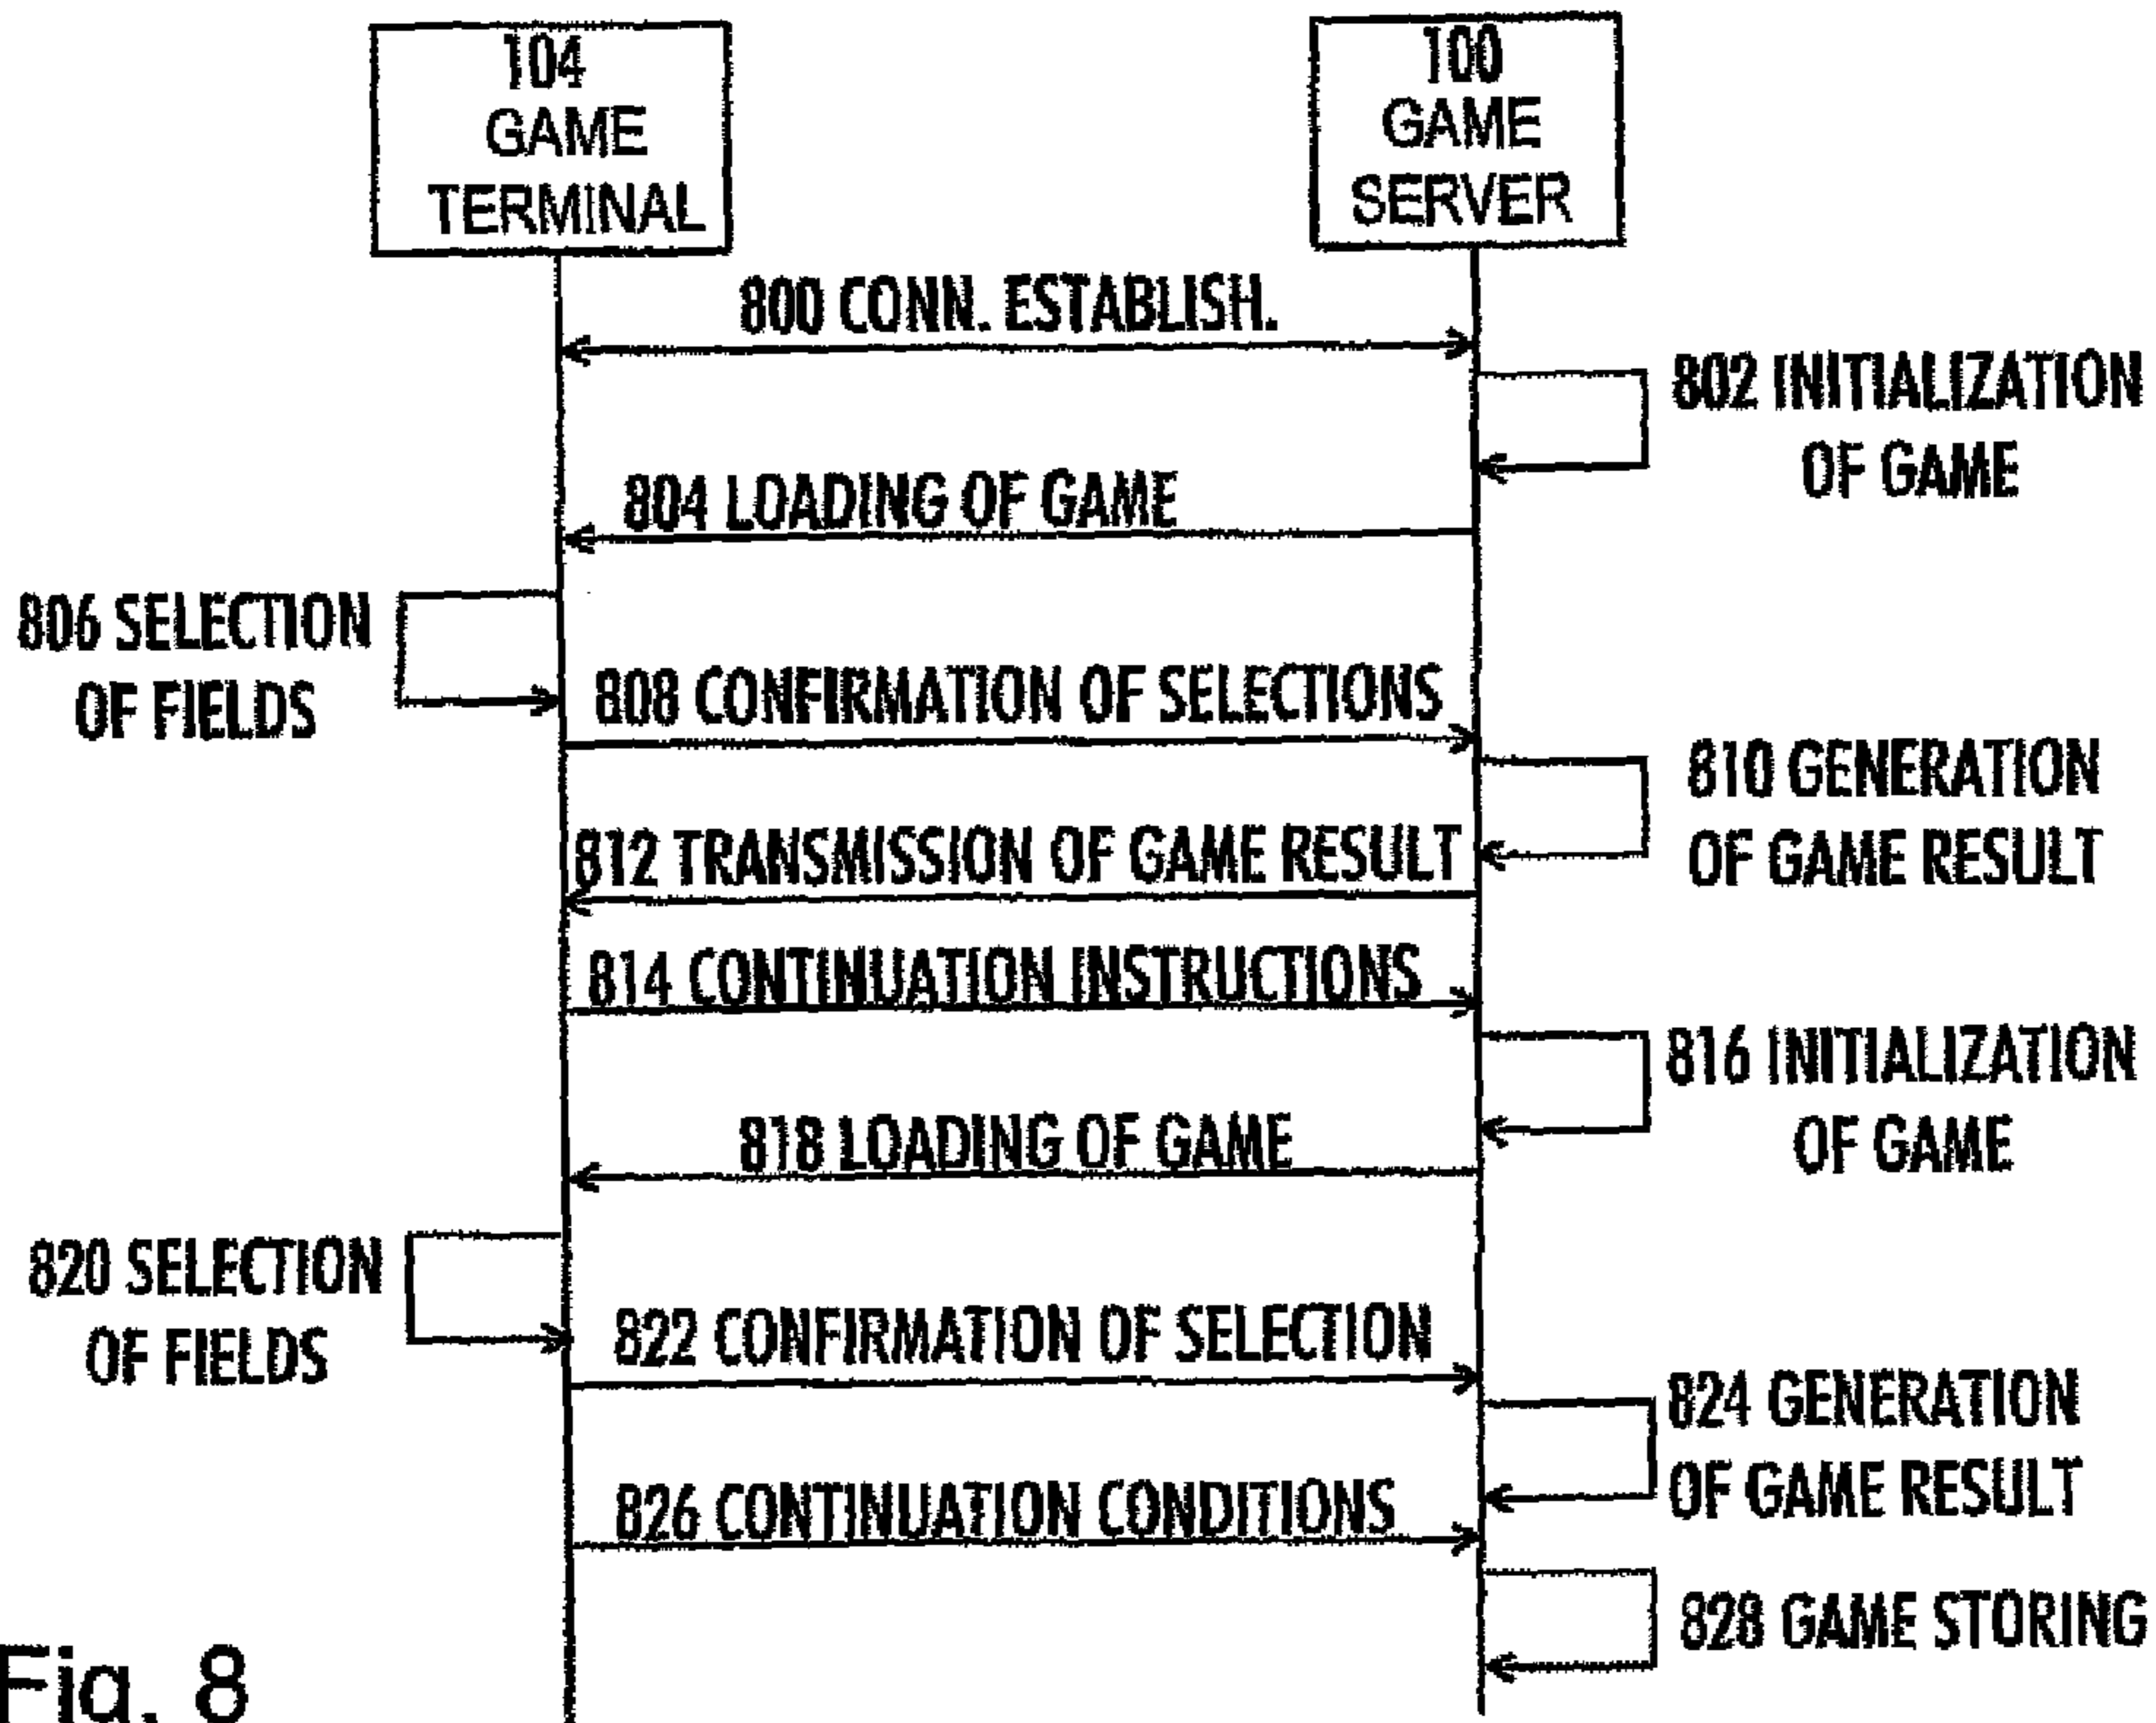 104
GAME
TERMINAL
100
GAME
SERVER
800 CONN. ESTABLISH.
802 INITIALIZATION
OF GAME
804 LOADING OF GAME
806 SELECTION
OF FIELDS
808 CONFIRMATION OF SELECTIONS
810 GENERATION
OF GAME RESULT
812 TRANSMISSION OF GAME RESULT
814 CONTINUATION INSTRUCTIONS
816 INITIALIZATION
OF GAME
818 LOADING OF GAME
820 SELECTION
OF FIELDS
822 CONFIRMATION OF SELECTION
824 GENERATION
OF GAME RESULT
826 CONTINUATION CONDITIONS
828 GAME STORING
Fig. 8